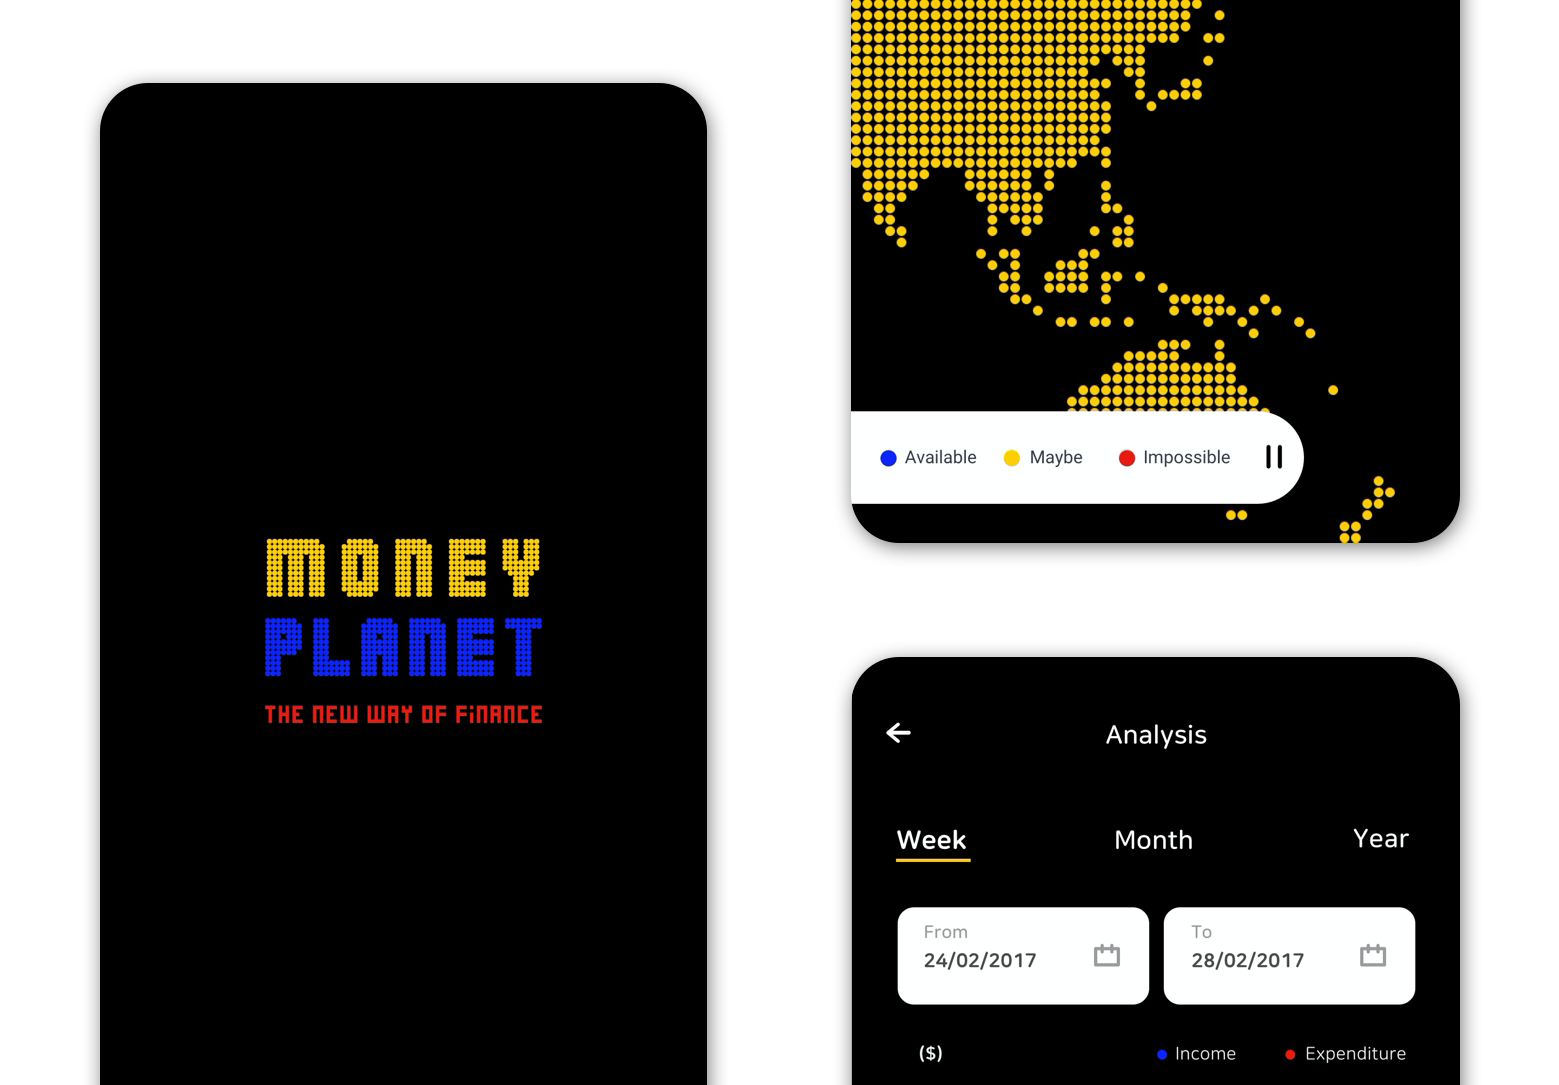 MONEY
PLANET
THE NEW WAY OF FINANCE
Available Maybe Impossible
Analysis
Week Month Year
From To
24/02/2017 28/02/2017
($) Income Expenditure